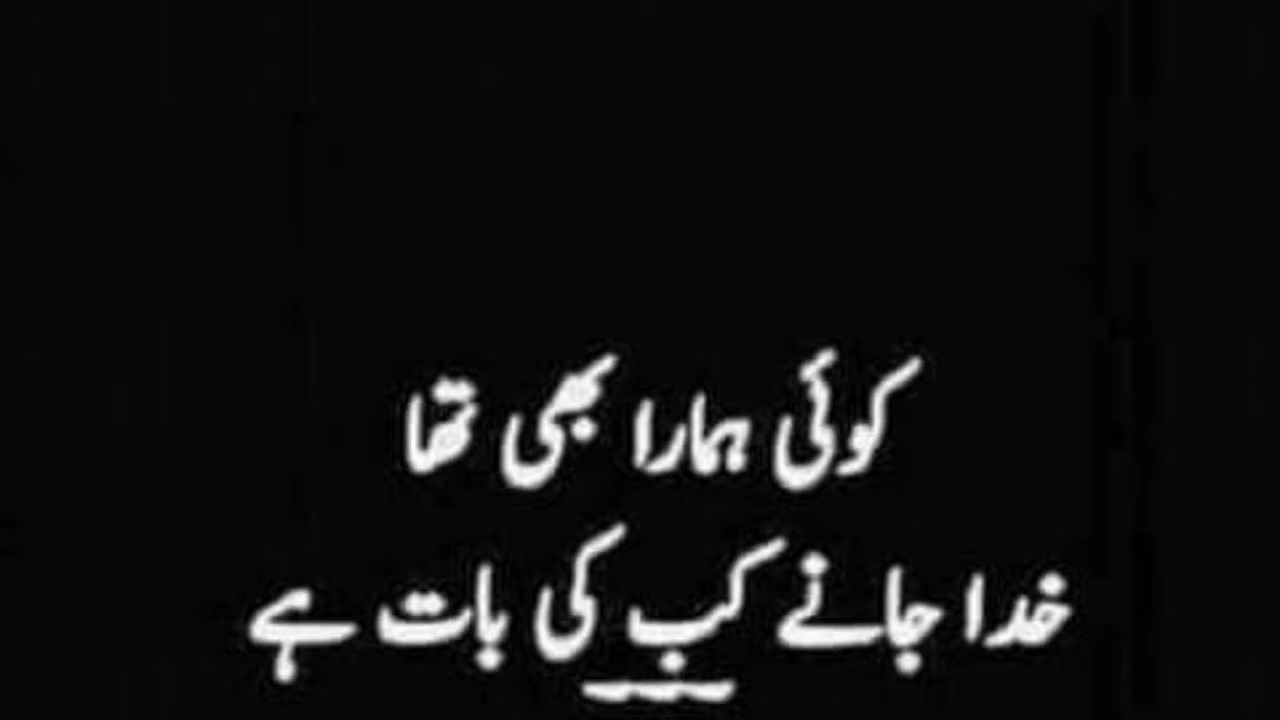 کوئی ہمارا بھی تھا
خدا جانے کب کی بات ہے